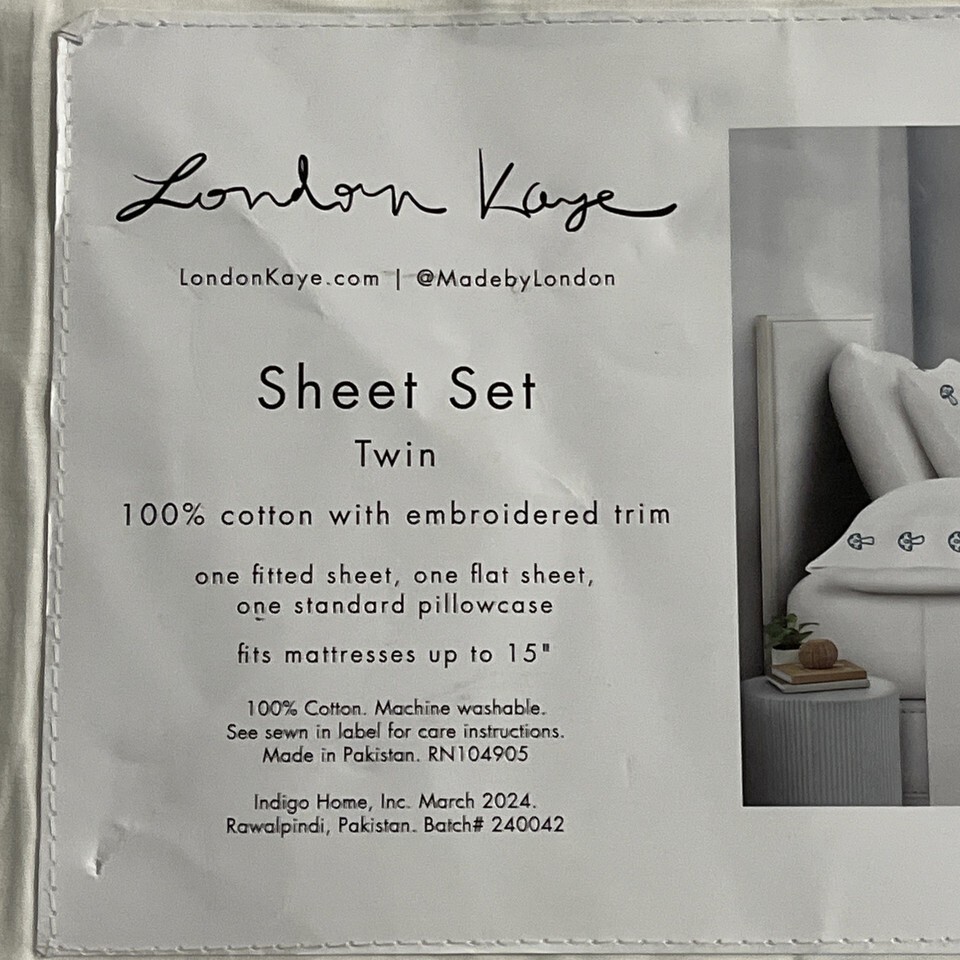 London Kaye
LondonKaye.com | @MadebyLondon
Sheet Set
Twin
100% cotton with embroidered trim
one fitted sheet, one flat sheet,
one standard pillowcase
fits mattresses up to 15"
100% Cotton. Machine washable.
See sewn in label for care instructions.
Made in Pakistan. RN104905
Indigo Home, Inc. March 2024.
Rawalpindi, Pakistan. Batch# 240042